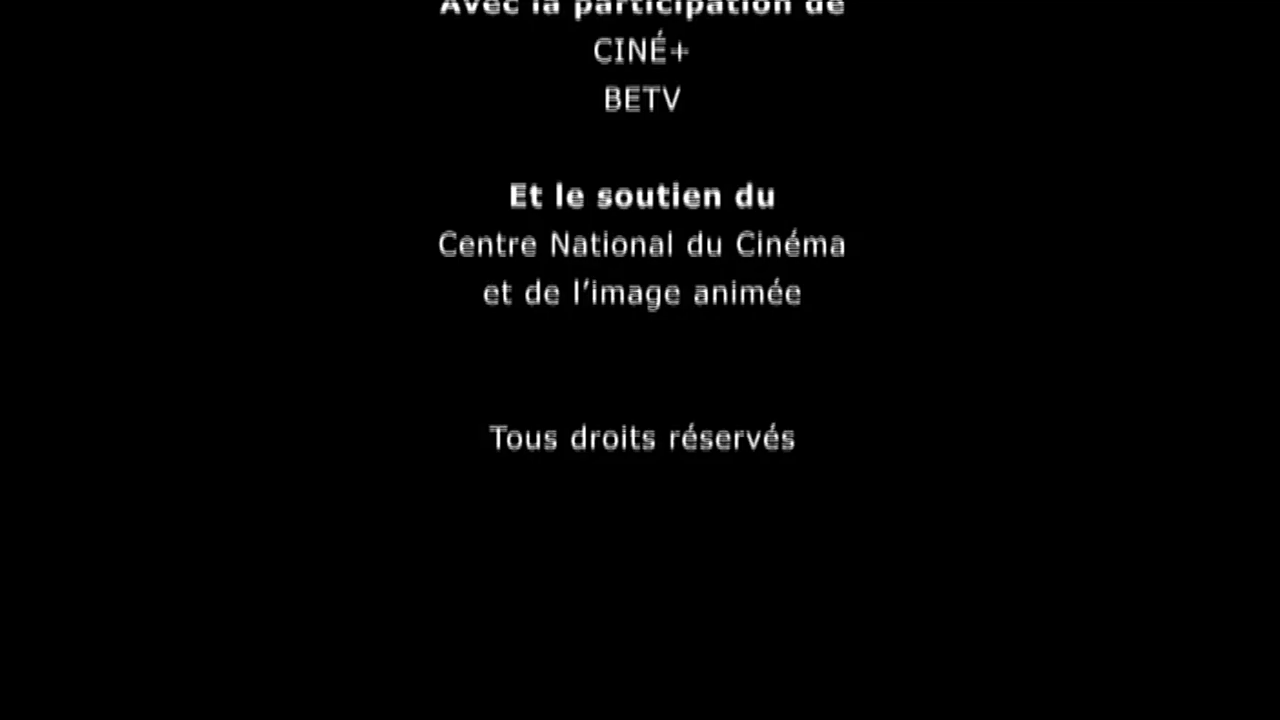 Avec la participation de
CINÉ+
BETV
Et le soutien du
Centre National du Cinéma
et de l’image animée
Tous droits réservés